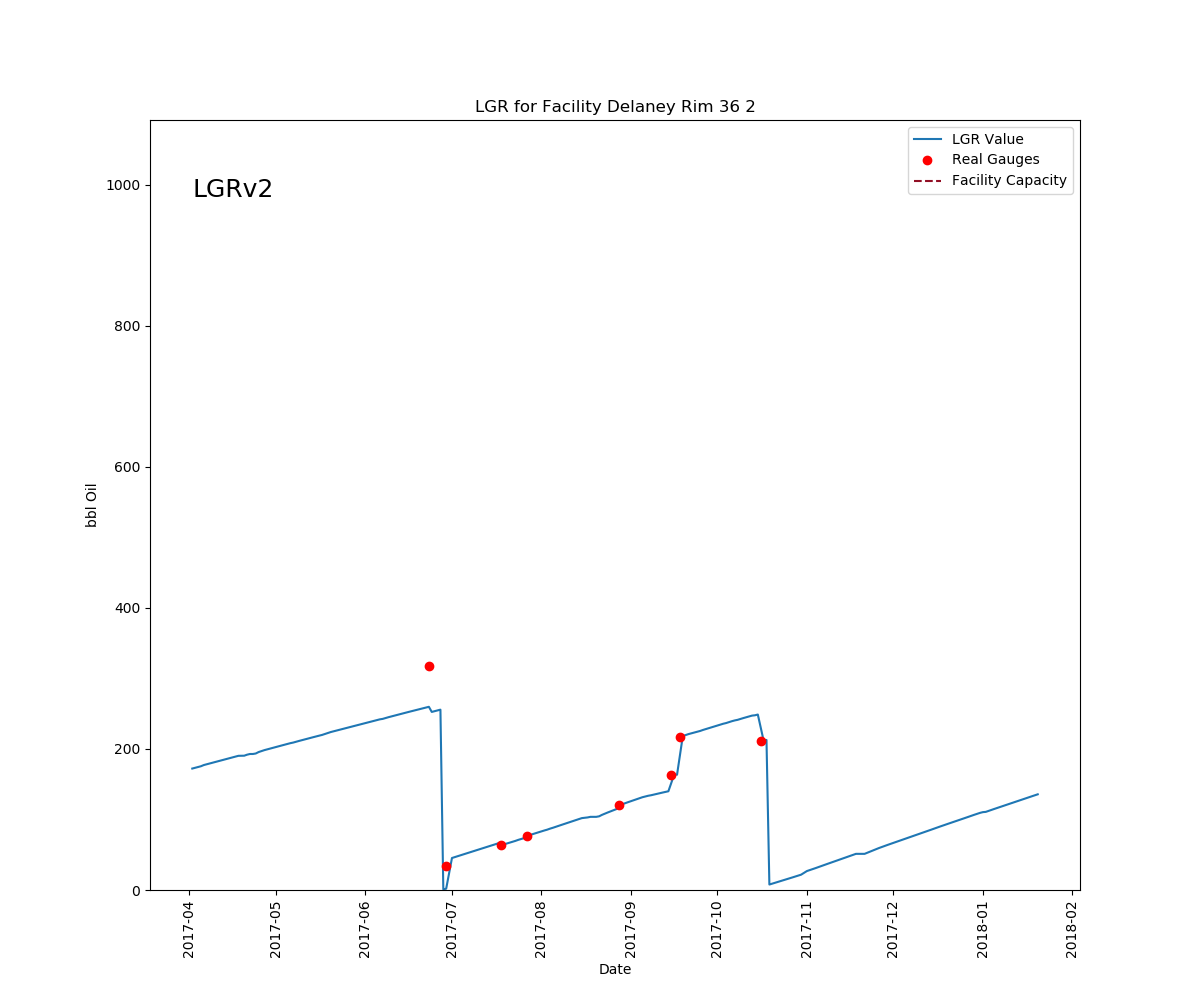 LGR for Facility Delaney Rim 36 2
LGR Value
Real Gauges
Facility Capacity
LGRv2
1000
800
600
400
200
0
bbl Oil
2017-04
2017-05
2017-06
2017-07
2017-08
2017-09
2017-10
2017-11
2017-12
2018-01
2018-02
Date